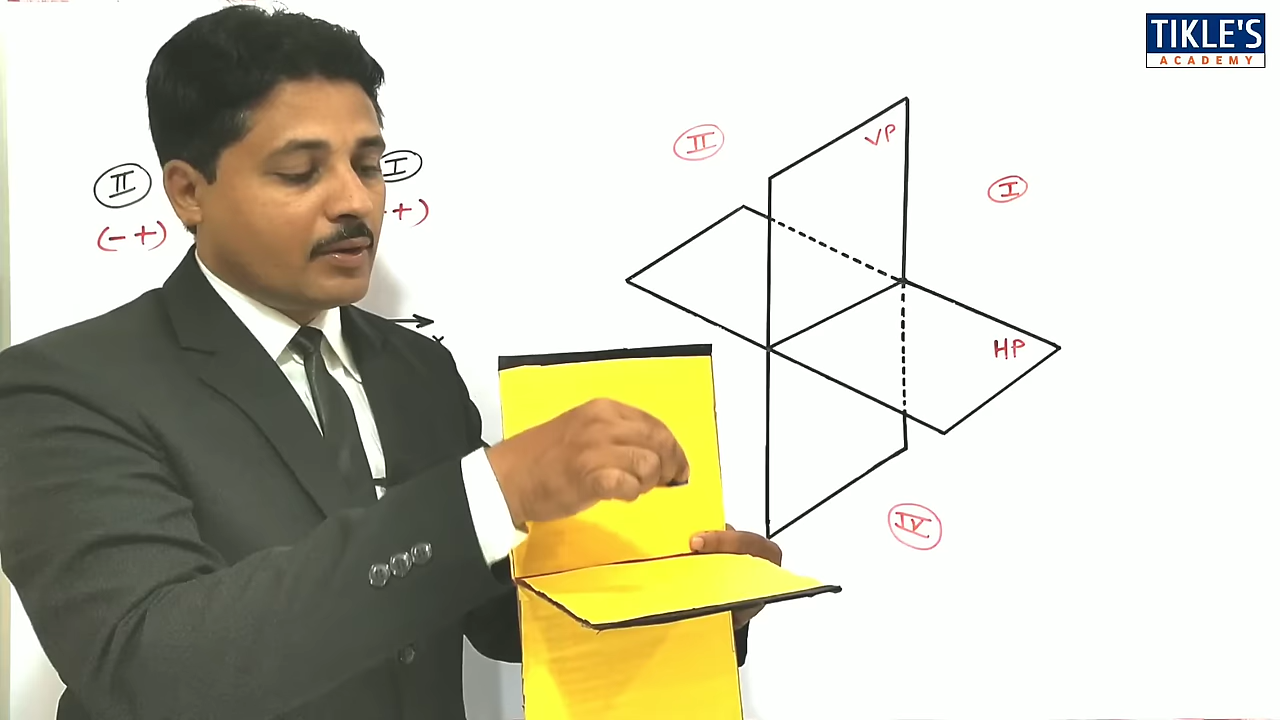 TIKLE'S
ACADEMY
II
(- +)
I
+)
x
II
VP
I
HP
IV